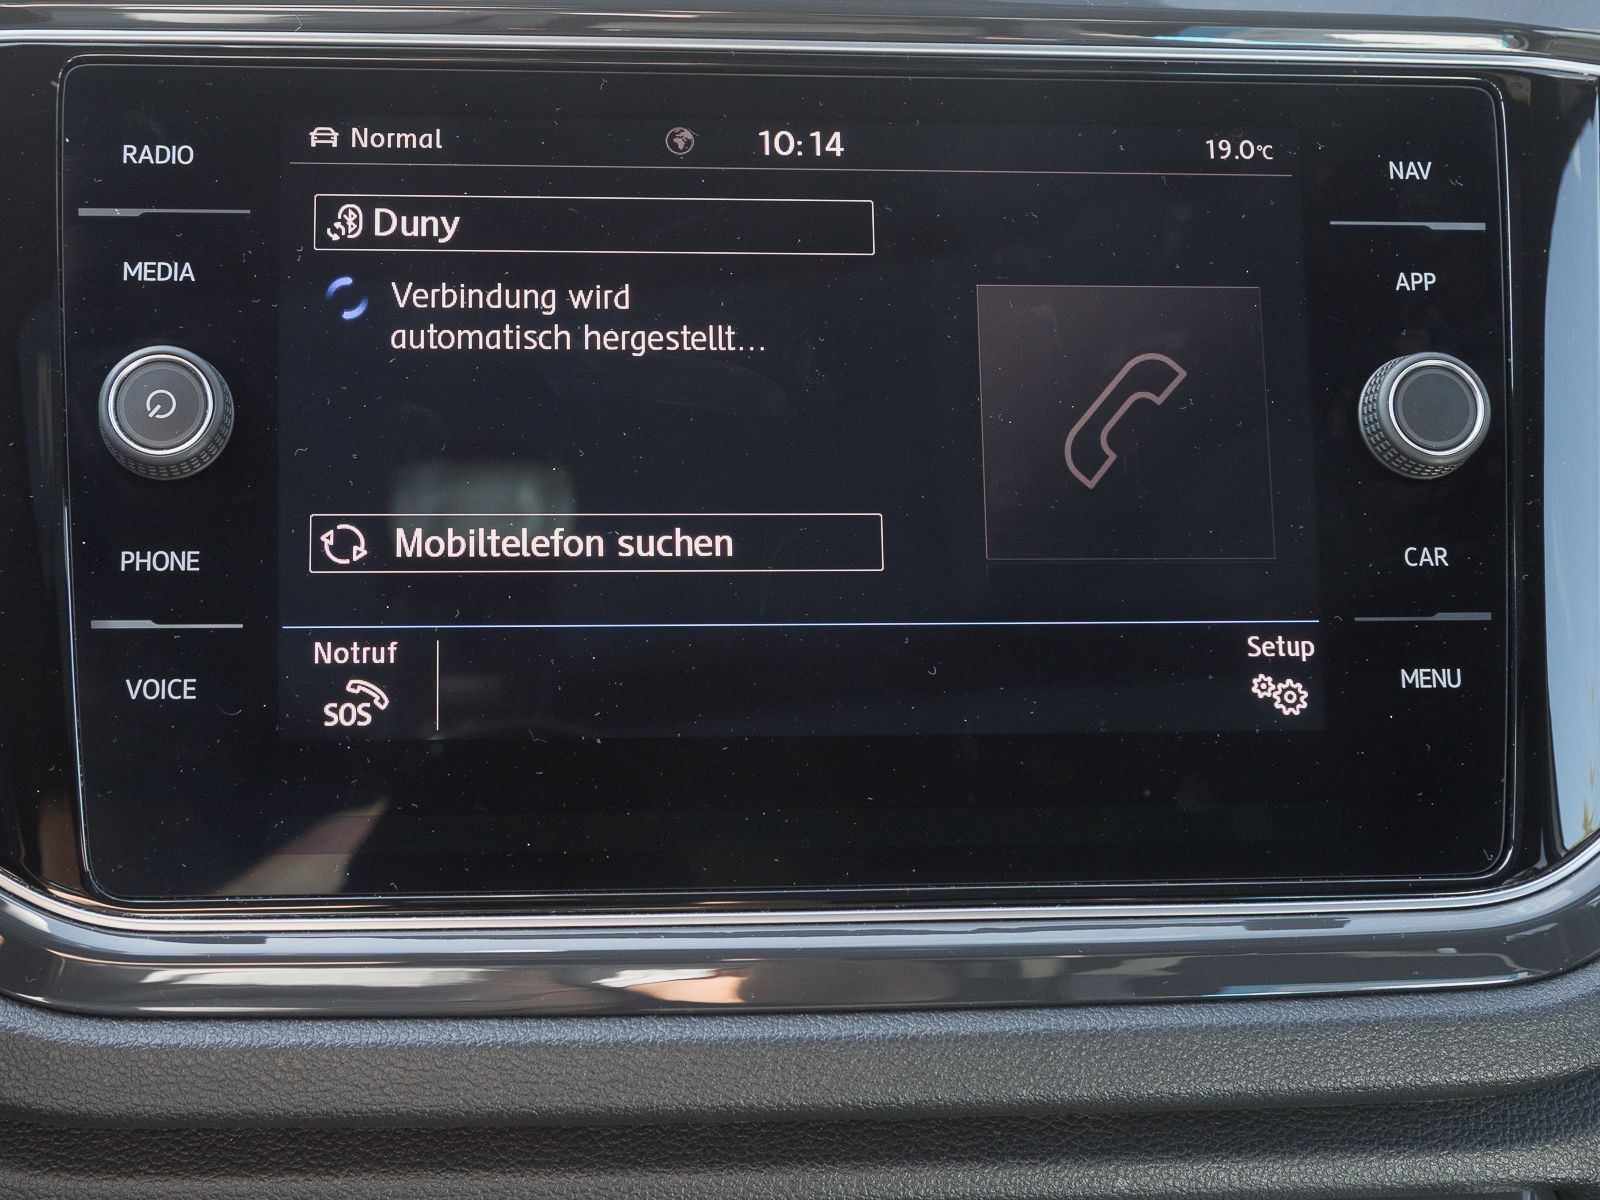 RADIO
MEDIA
PHONE
VOICE
Normal
10:14
19.0°C
Duny
Verbindung wird
automatisch hergestellt...
Mobiltelefon suchen
Notruf
SOS
Setup
NAV
APP
CAR
MENU